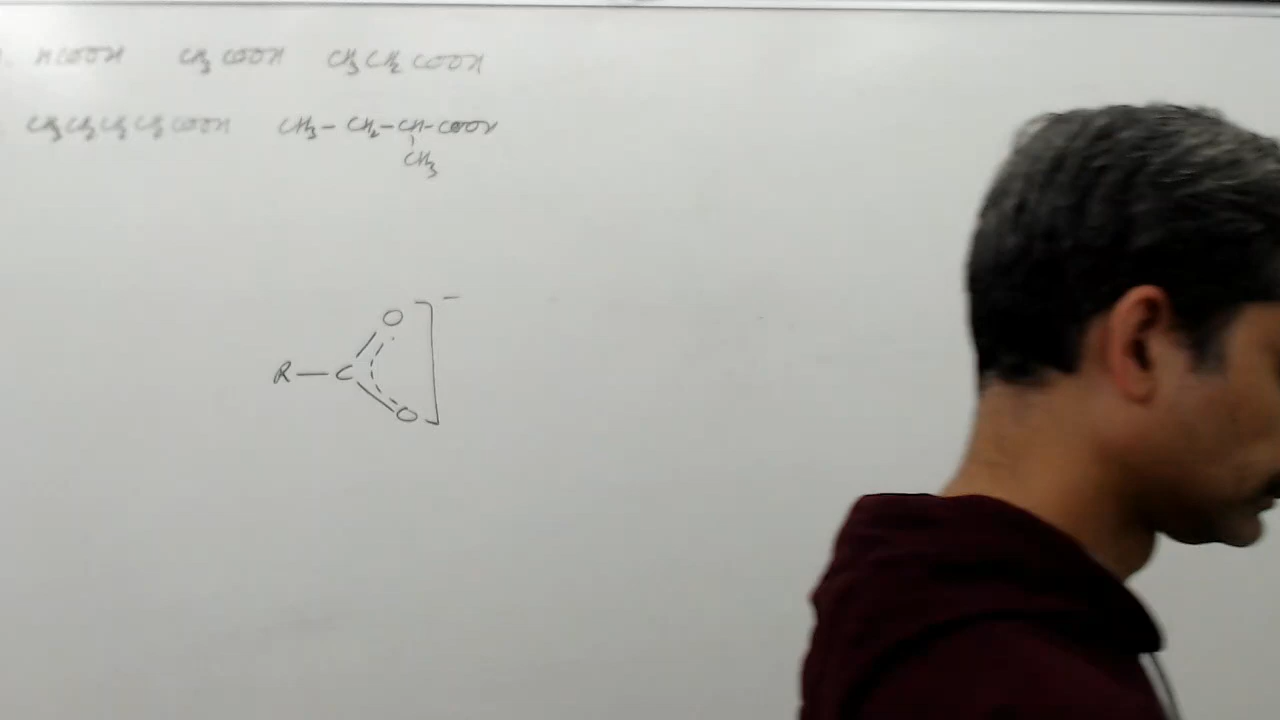 HCOOH CH3COOH CH3CH2COOH
CH3CH2CH2CH2COOH CH3-CH2-CH-COOH
CH3
O ] -
R-C
O